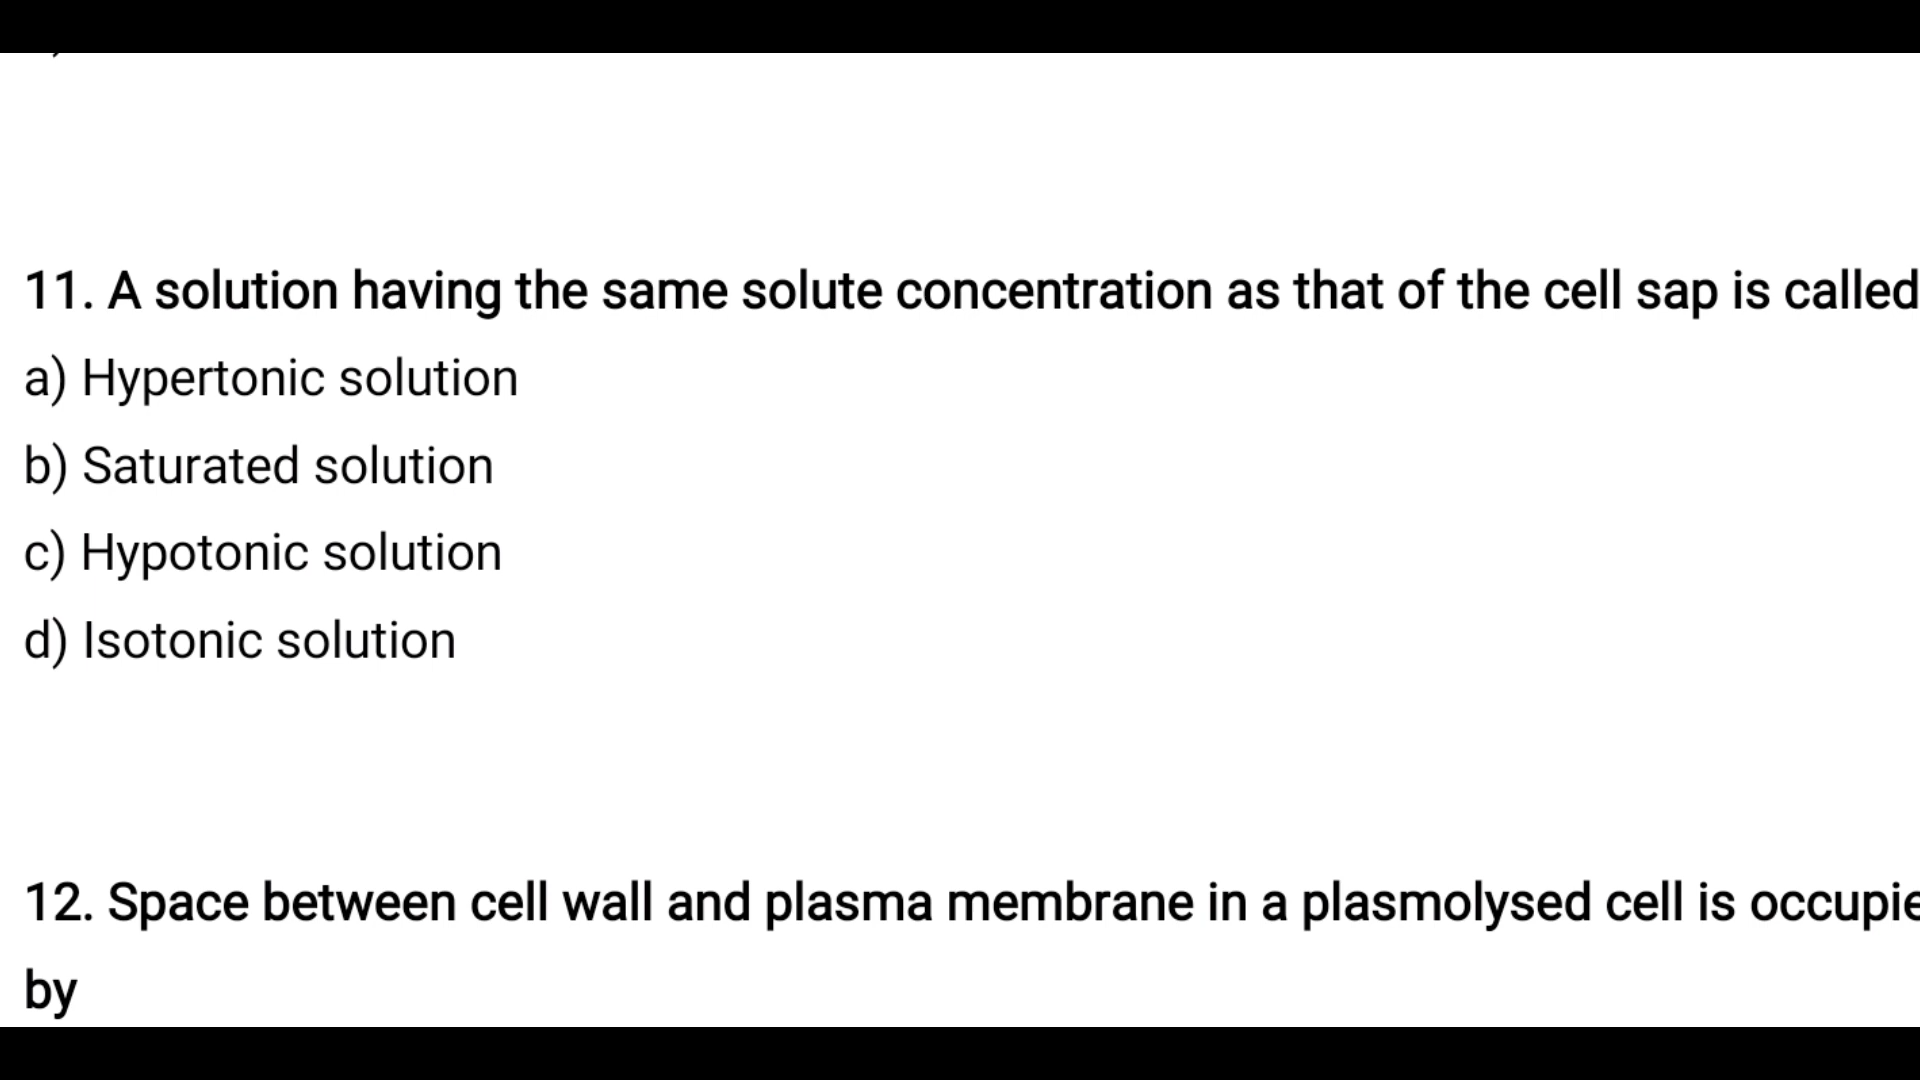 11. A solution having the same solute concentration as that of the cell sap is called
a) Hypertonic solution
b) Saturated solution
c) Hypotonic solution
d) Isotonic solution
12. Space between cell wall and plasma membrane in a plasmolysed cell is occupie
by